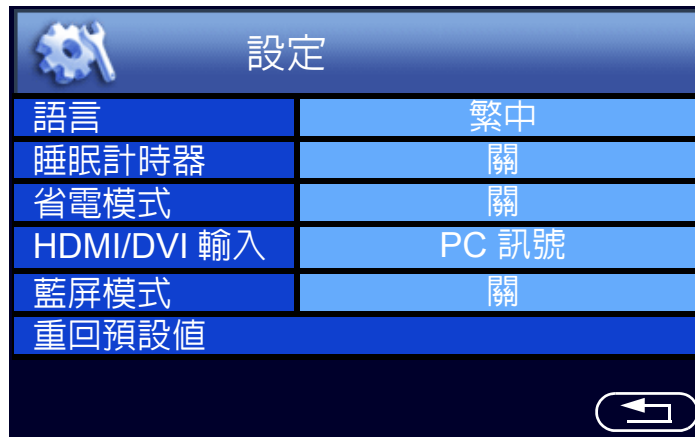 設定
語言 繁中
睡眠計時器 關
省電模式 關
HDMI/DVI 輸入 PC 訊號
藍屏模式 關
重回預設值